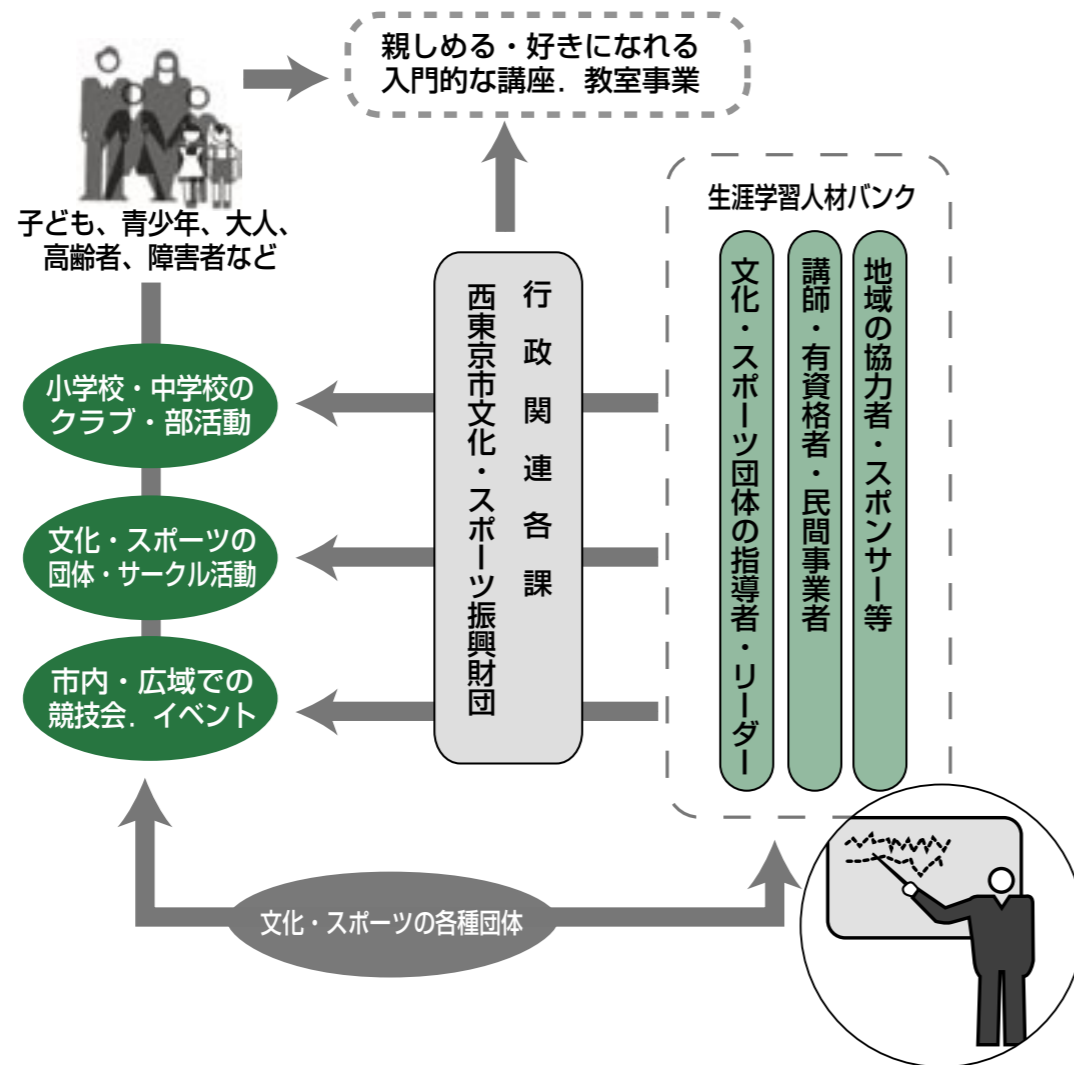 親しめる・好きになれる
入門的な講座．教室事業
子ども、青少年、大人、
高齢者、障害者など
生涯学習人材バンク
地域の協力者・スポンサー等
講師・有資格者・民間事業者
文化・スポーツ団体の指導者・リーダー
行政関連各課
西東京市文化・スポーツ振興財団
小学校・中学校の
クラブ・部活動
文化・スポーツの
団体・サークル活動
市内・広域での
競技会．イベント
文化・スポーツの各種団体